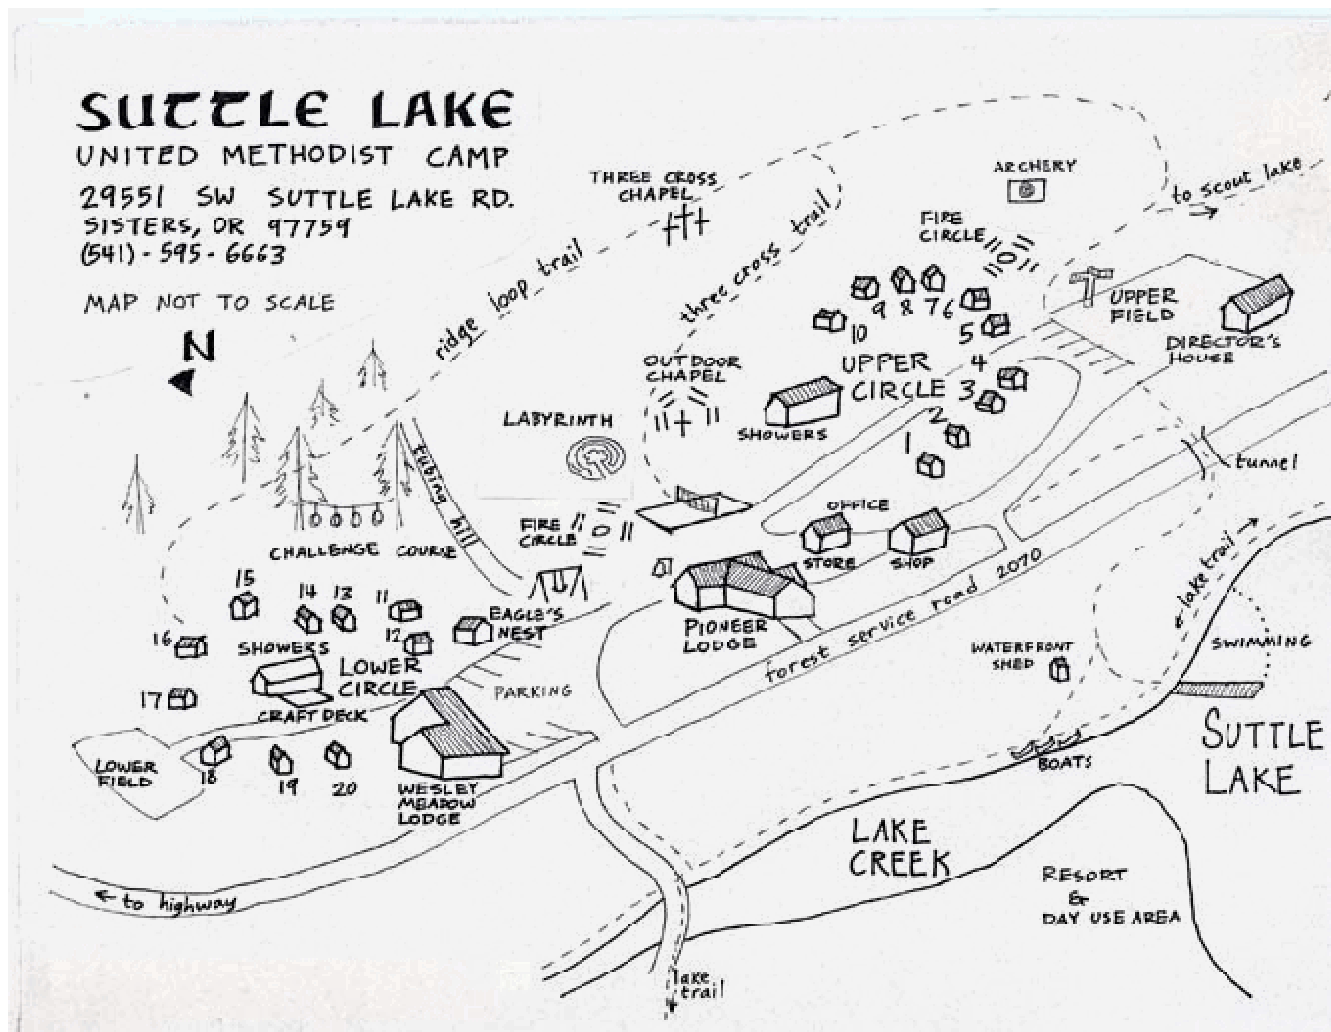 SUTTLE LAKE
UNITED METHODIST CAMP
29551 SW SUTTLE LAKE RD.
SISTERS, OR 97759
(541)-595-6663
MAP NOT TO SCALE
N
THREE CROSS
CHAPEL
ARCHERY
to scout lake
FIRE
CIRCLE
ridge loop trail
three cross trail
UPPER
FIELD
DIRECTOR'S
HOUSE
10
9
8
7
6
5
4
3
2
1
UPPER
CIRCLE
OUTDOOR
CHAPEL
SHOWERS
LABYRINTH
tubing hill
tunnel
FIRE
CIRCLE
OFFICE
STORE
SHOP
CHALLENGE COURSE
forest service road 2070
lake trail
15
14
13
11
12
16
17
EAGLE'S
NEST
PIONEER
LODGE
SHOWERS
LOWER
CIRCLE
CRAFT DECK
PARKING
WATERFRONT
SHED
SWIMMING
SUTTLE
LAKE
BOATS
LOWER
FIELD
18
19
20
WESLEY
MEADOW
LODGE
LAKE
CREEK
RESORT
&
DAY USE AREA
to highway
lake
trail